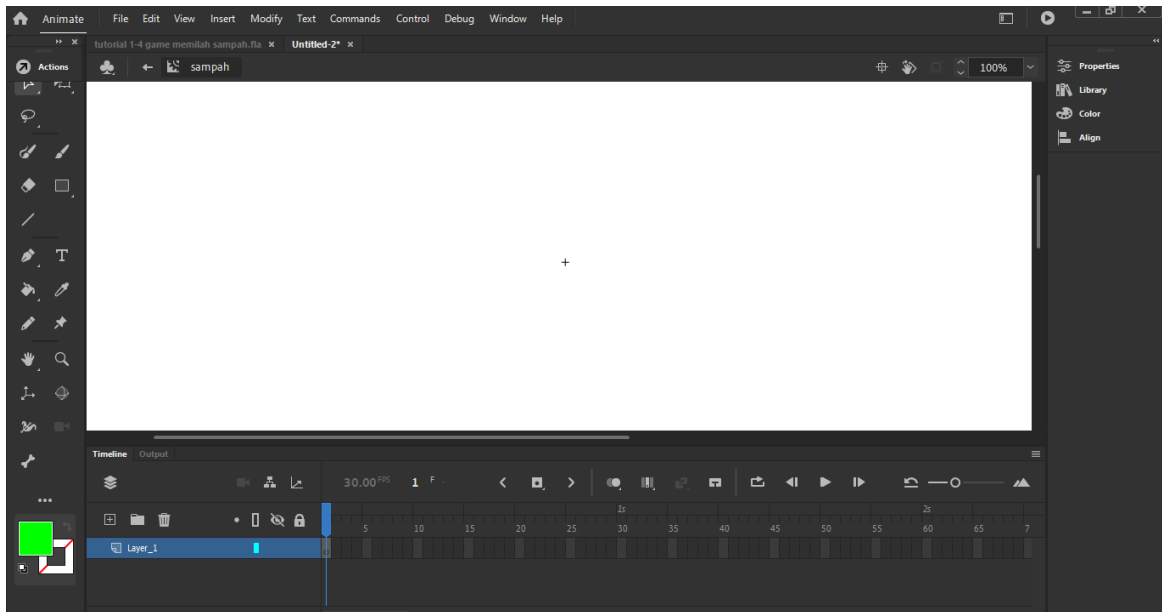 Animate File Edit View Insert Modify Text Commands Control Debug Window Help
tutorial 1-4 game memilah sampah.fla × Untitled-2* ×
Actions
sampah 100%
Properties
Library
Color
Align
T
Timeline Output
30.00 FPS 1 F
1s 2s
5 10 15 20 25 30 35 40 45 50 55 60 65 7
Layer_1